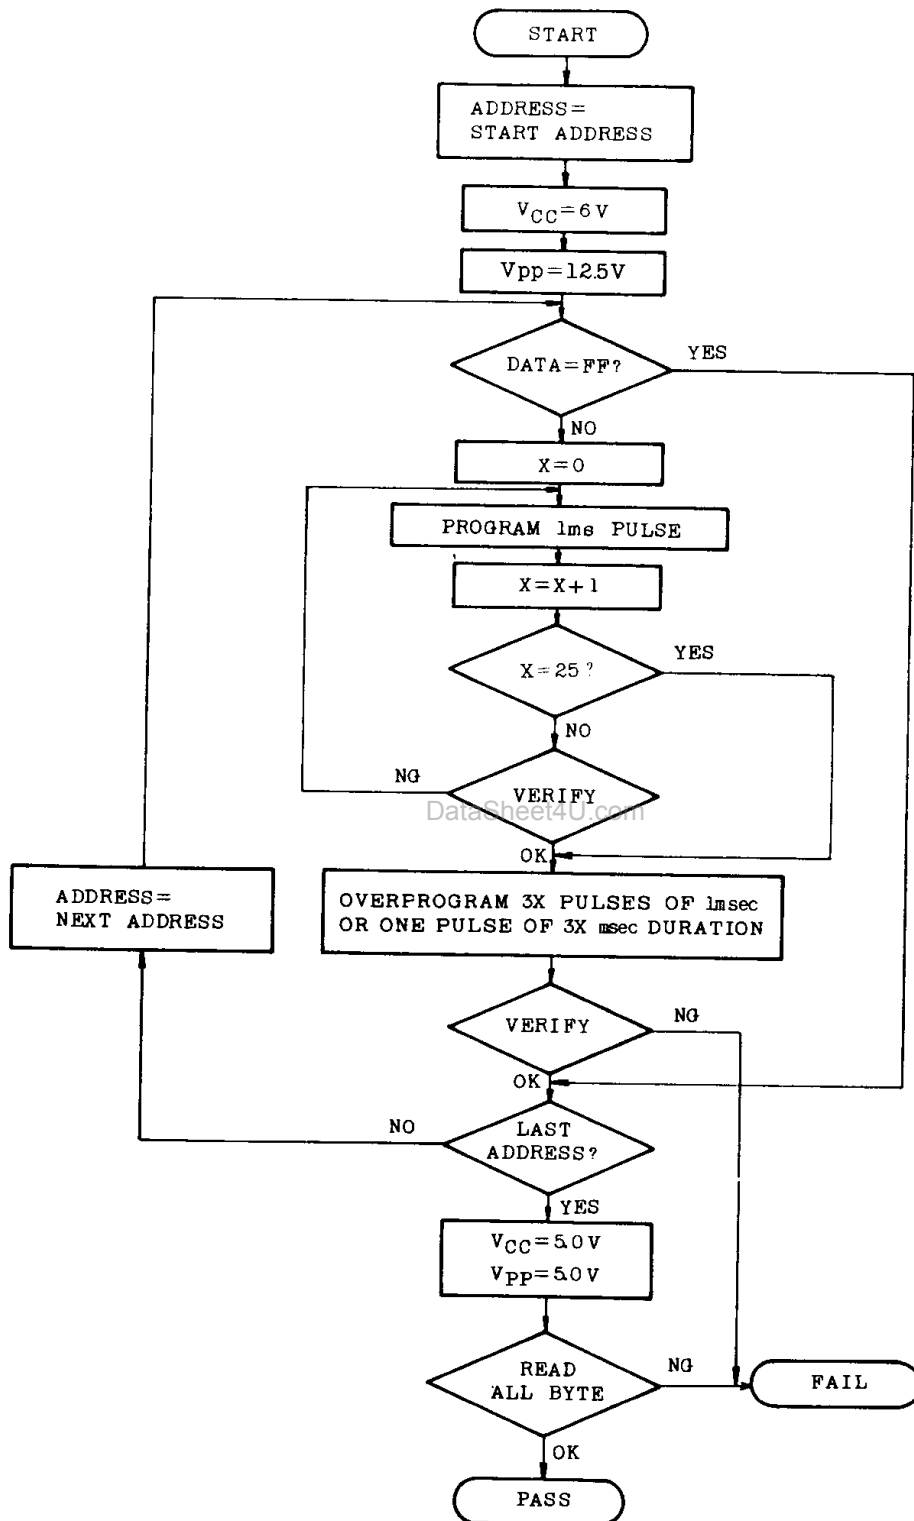 START
ADDRESS=
START ADDRESS
VCC=6V
Vpp=12.5V
DATA=FF?
YES
NO
X=0
PROGRAM 1ms PULSE
X=X+1
X=25?
YES
NO
NG
VERIFY
DataSheet4U.com
OK
ADDRESS=
NEXT ADDRESS
OVERPROGRAM 3X PULSES OF 1msec
OR ONE PULSE OF 3X msec DURATION
VERIFY
NG
OK
NO
LAST
ADDRESS?
YES
VCC=5.0V
VPP=5.0V
READ
ALL BYTE
NG
FAIL
OK
PASS